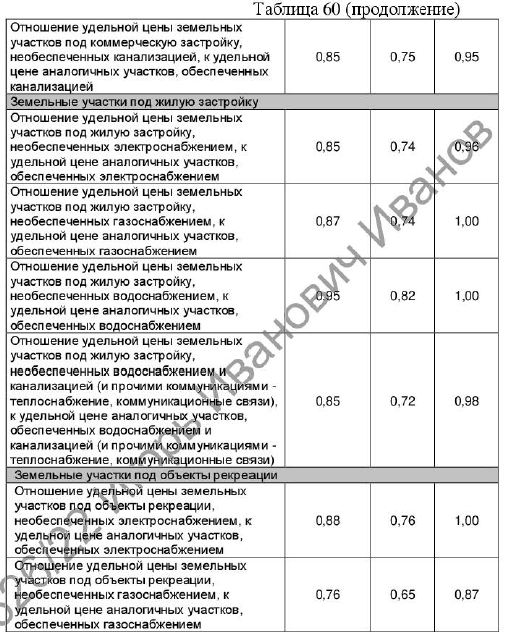 Таблица 60 (продолжение)
Отношение удельной цены земельных
участков под коммерческую застройку,
необеспеченных канализацией, к удельной
цене аналогичных участков, обеспеченных
канализацией
0,85 0,75 0,95
Земельные участки под жилую застройку
Отношение удельной цены земельных
участков под жилую застройку,
необеспеченных электроснабжением, к
удельной цене аналогичных участков,
обеспеченных электроснабжением
0,85 0,74 0,96
Отношение удельной цены земельных
участков под жилую застройку,
необеспеченных газоснабжением, к
удельной цене аналогичных участков,
обеспеченных газоснабжением
0,87 0,74 1,00
Отношение удельной цены земельных
участков под жилую застройку,
необеспеченных водоснабжением, к
удельной цене аналогичных участков,
обеспеченных водоснабжением
0,95 0,82 1,00
Отношение удельной цены земельных
участков под жилую застройку,
необеспеченных водоснабжением и
канализацией (и прочими коммуникациями -
теплоснабжение, коммуникационные связи),
к удельной цене аналогичных участков,
обеспеченных водоснабжением и
канализацией (и прочими коммуникациями -
теплоснабжение, коммуникационные связи)
0,85 0,72 0,98
Земельные участки под объекты рекреации
Отношение удельной цены земельных
участков под объекты рекреации,
необеспеченных электроснабжением, к
удельной цене аналогичных участков,
обеспеченных электроснабжением
0,88 0,76 1,00
Отношение удельной цены земельных
участков под объекты рекреации,
необеспеченных газоснабжением, к
удельной цене аналогичных участков,
обеспеченных газоснабжением
0,76 0,65 0,87
626/22 Игорь Иванович Иванов